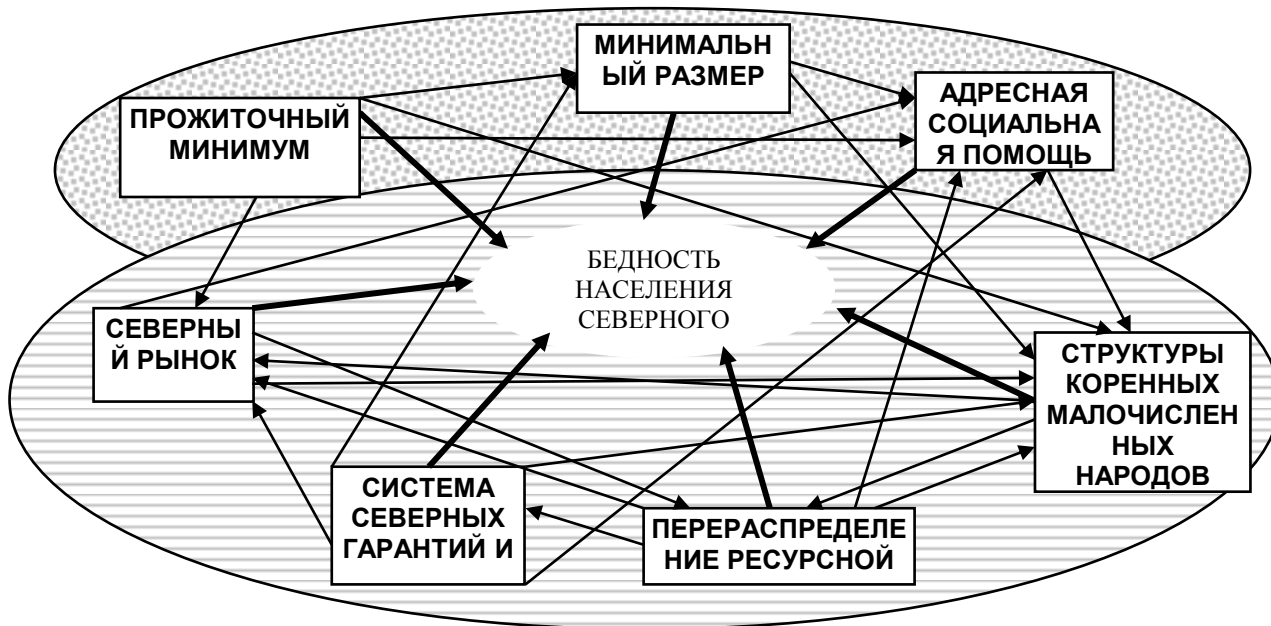 МИНИМАЛЬН
ЫЙ РАЗМЕР
АДРЕСНАЯ
СОЦИАЛЬНА
Я ПОМОЩЬ
ПРОЖИТОЧНЫЙ
МИНИМУМ
БЕДНОСТЬ
НАСЕЛЕНИЯ
СЕВЕРНОГО
СЕВЕРНЫ
Й РЫНОК
СТРУКТУРЫ
КОРЕННЫХ
МАЛОЧИСЛЕН
НЫХ
НАРОДОВ
СИСТЕМА
СЕВЕРНЫХ
ГАРАНТИЙ И
ПЕРЕРАСПРЕДЕЛЕ
НИЕ РЕСУРСНОЙ